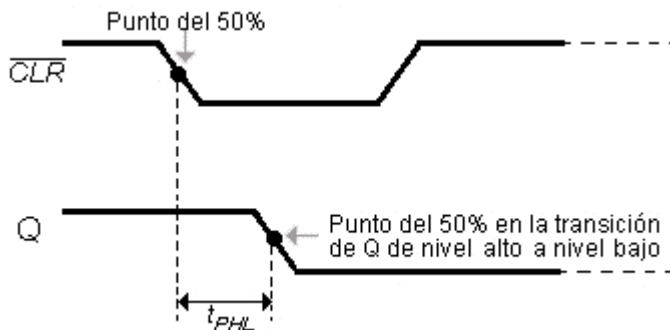 Punto del 50%
CLR
Q
Punto del 50% en la transición
de Q de nivel alto a nivel bajo
tPHL